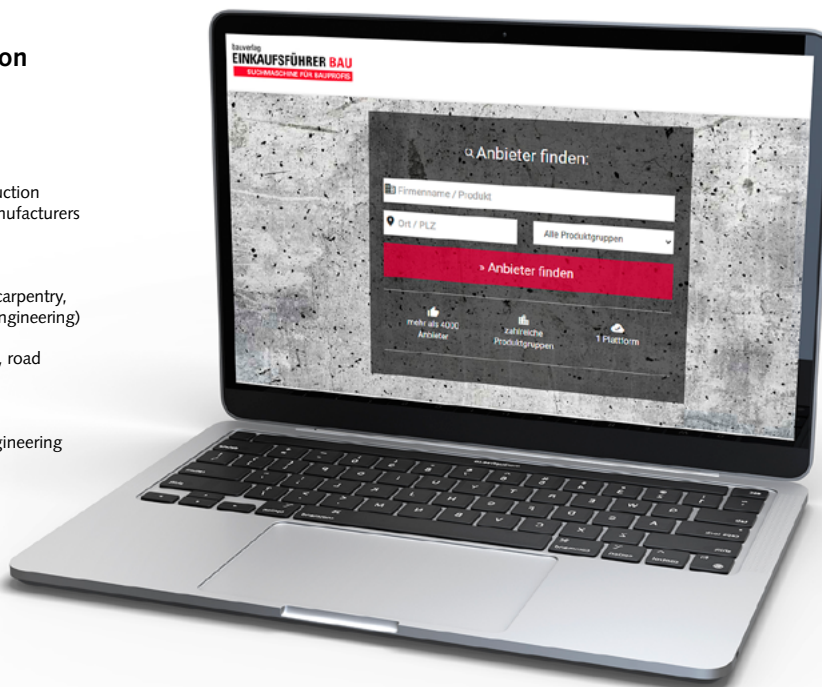 on
uction
nufacturers
carpentry,
ngineering)
, road
gineering
bauverlag
EINKAUFSFÜHRER BAU
SUCHMASCHINE FÜR BAUPROFIS
Anbieter finden:
Firmenname / Produkt
Ort / PLZ
Alle Produktgruppen
» Anbieter finden
mehr als 4000
Anbieter
zahlreiche
Produktgruppen
1 Plattform